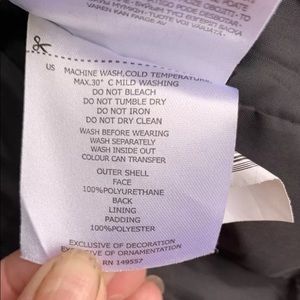 US MACHINE WASH,COLD TEMPERATURE
MAX.30° C MILD WASHING
DO NOT BLEACH
DO NOT TUMBLE DRY
DO NOT IRON
DO NOT DRY CLEAN
WASH BEFORE WEARING
WASH SEPARATELY
WASH INSIDE OUT
COLOUR CAN TRANSFER
OUTER SHELL
FACE
100%POLYURETHANE
BACK
LINING
PADDING
100%POLYESTER
EXCLUSIVE OF DECORATION
EXCLUSIVE OF ORNAMENTATION
RN 149557